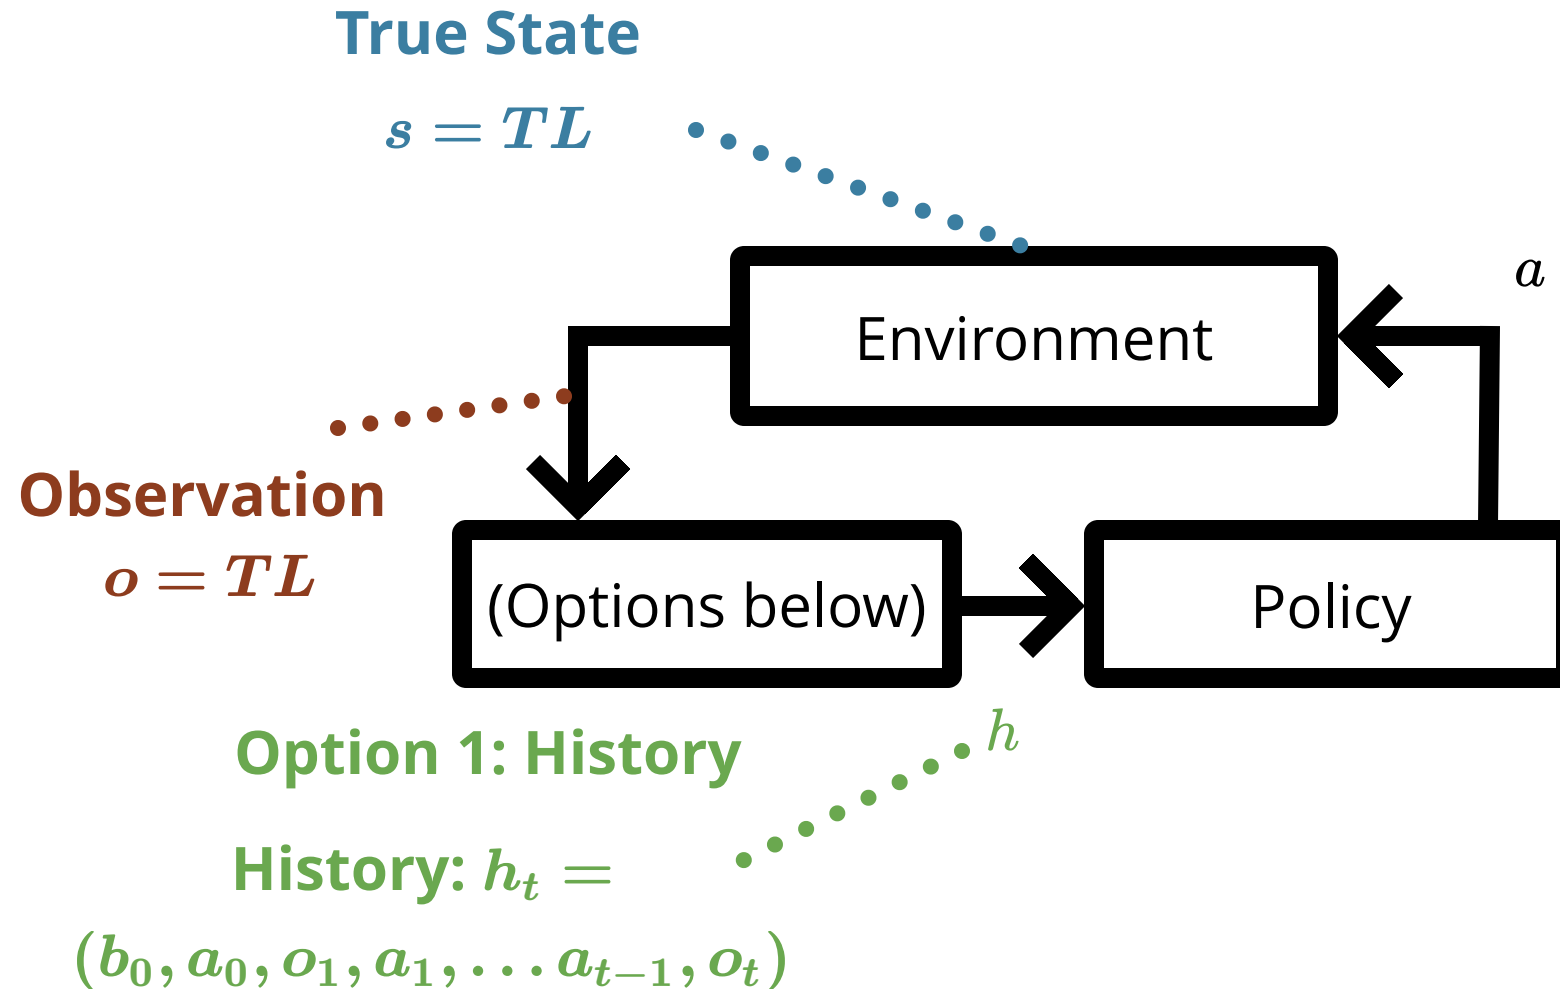 True State
s = TL
a
Environment
Observation
o = TL
(Options below)
Policy
h
Option 1: History
History: h_t =
(b_0, a_0, o_1, a_1, ... a_{t-1}, o_t)